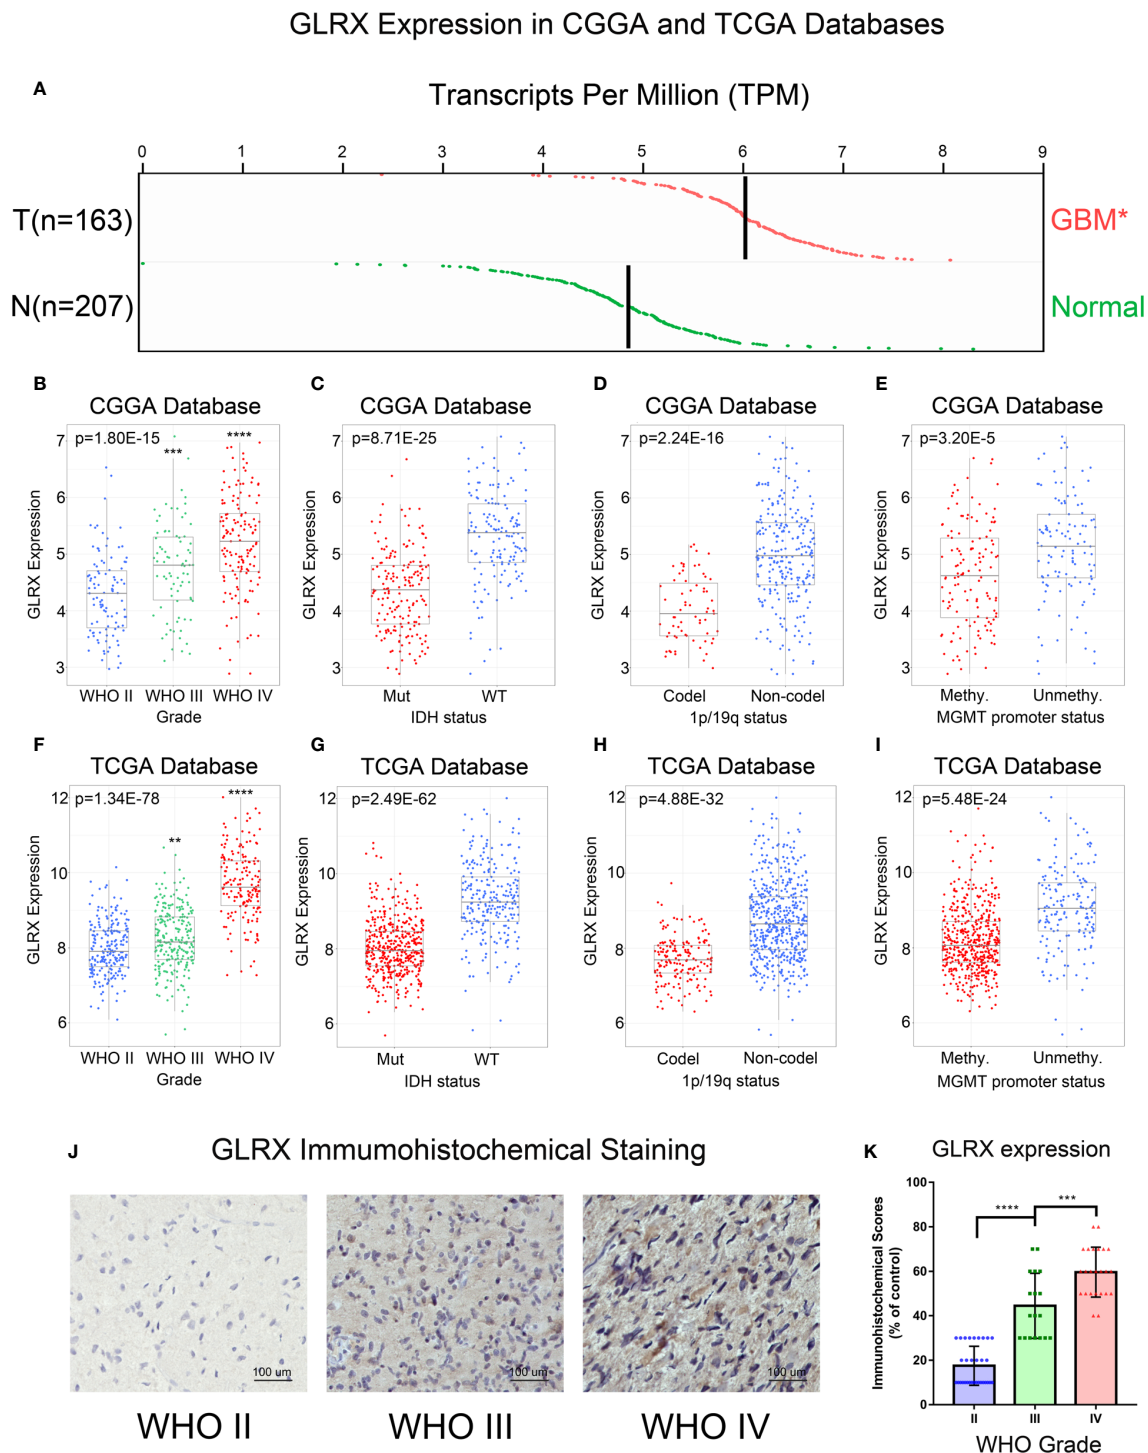 GLRX Expression in CGGA and TCGA Databases
A
Transcripts Per Million (TPM)
0 1 2 3 4 5 6 7 8 9
T(n=163)
GBM*
N(n=207)
Normal
B
CGGA Database
p=1.80E-15
***
****
GLRX Expression
7
6
5
4
3
WHO II WHO III WHO IV
Grade
C
CGGA Database
p=8.71E-25
GLRX Expression
7
6
5
4
3
Mut WT
IDH status
D
CGGA Database
p=2.24E-16
GLRX Expression
7
6
5
4
3
Codel Non-codel
1p/19q status
E
CGGA Database
p=3.20E-5
GLRX Expression
7
6
5
4
3
Methy. Unmethy.
MGMT promoter status
F
TCGA Database
p=1.34E-78
**
****
GLRX Expression
12
10
8
6
WHO II WHO III WHO IV
Grade
G
TCGA Database
p=2.49E-62
GLRX Expression
12
10
8
6
Mut WT
IDH status
H
TCGA Database
p=4.88E-32
GLRX Expression
12
10
8
6
Codel Non-codel
1p/19q status
I
TCGA Database
p=5.48E-24
GLRX Expression
12
10
8
6
Methy. Unmethy.
MGMT promoter status
J
GLRX Immumohistochemical Staining
100 um
100 um
100 um
WHO II
WHO III
WHO IV
K
GLRX expression
Immunohistochemical Scores
(% of control)
100
80
60
40
20
0
****
***
II III IV
WHO Grade